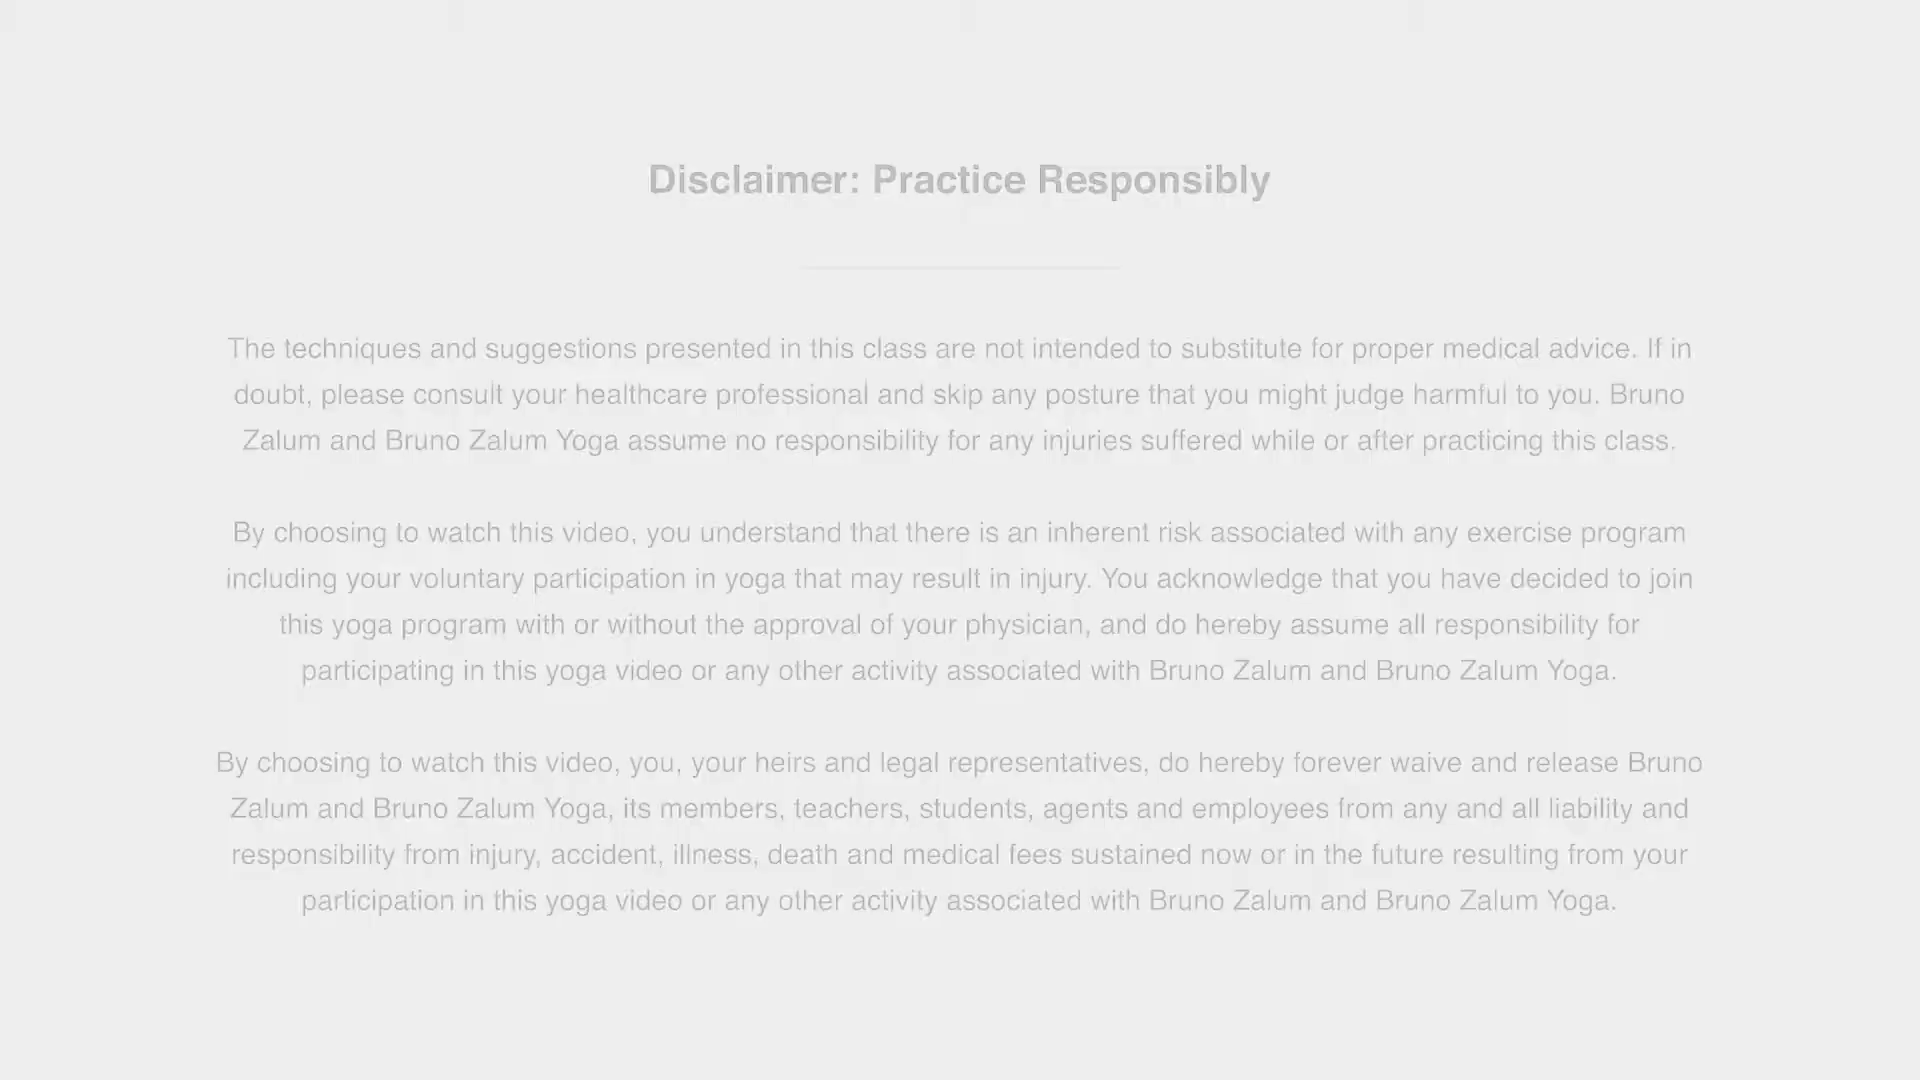 Disclaimer: Practice Responsibly
The techniques and suggestions presented in this class are not intended to substitute for proper medical advice. If in
doubt, please consult your healthcare professional and skip any posture that you might judge harmful to you. Bruno
Zalum and Bruno Zalum Yoga assume no responsibility for any injuries suffered while or after practicing this class.
By choosing to watch this video, you understand that there is an inherent risk associated with any exercise program
including your voluntary participation in yoga that may result in injury. You acknowledge that you have decided to join
this yoga program with or without the approval of your physician, and do hereby assume all responsibility for
participating in this yoga video or any other activity associated with Bruno Zalum and Bruno Zalum Yoga.
By choosing to watch this video, you, your heirs and legal representatives, do hereby forever waive and release Bruno
Zalum and Bruno Zalum Yoga, its members, teachers, students, agents and employees from any and all liability and
responsibility from injury, accident, illness, death and medical fees sustained now or in the future resulting from your
participation in this yoga video or any other activity associated with Bruno Zalum and Bruno Zalum Yoga.